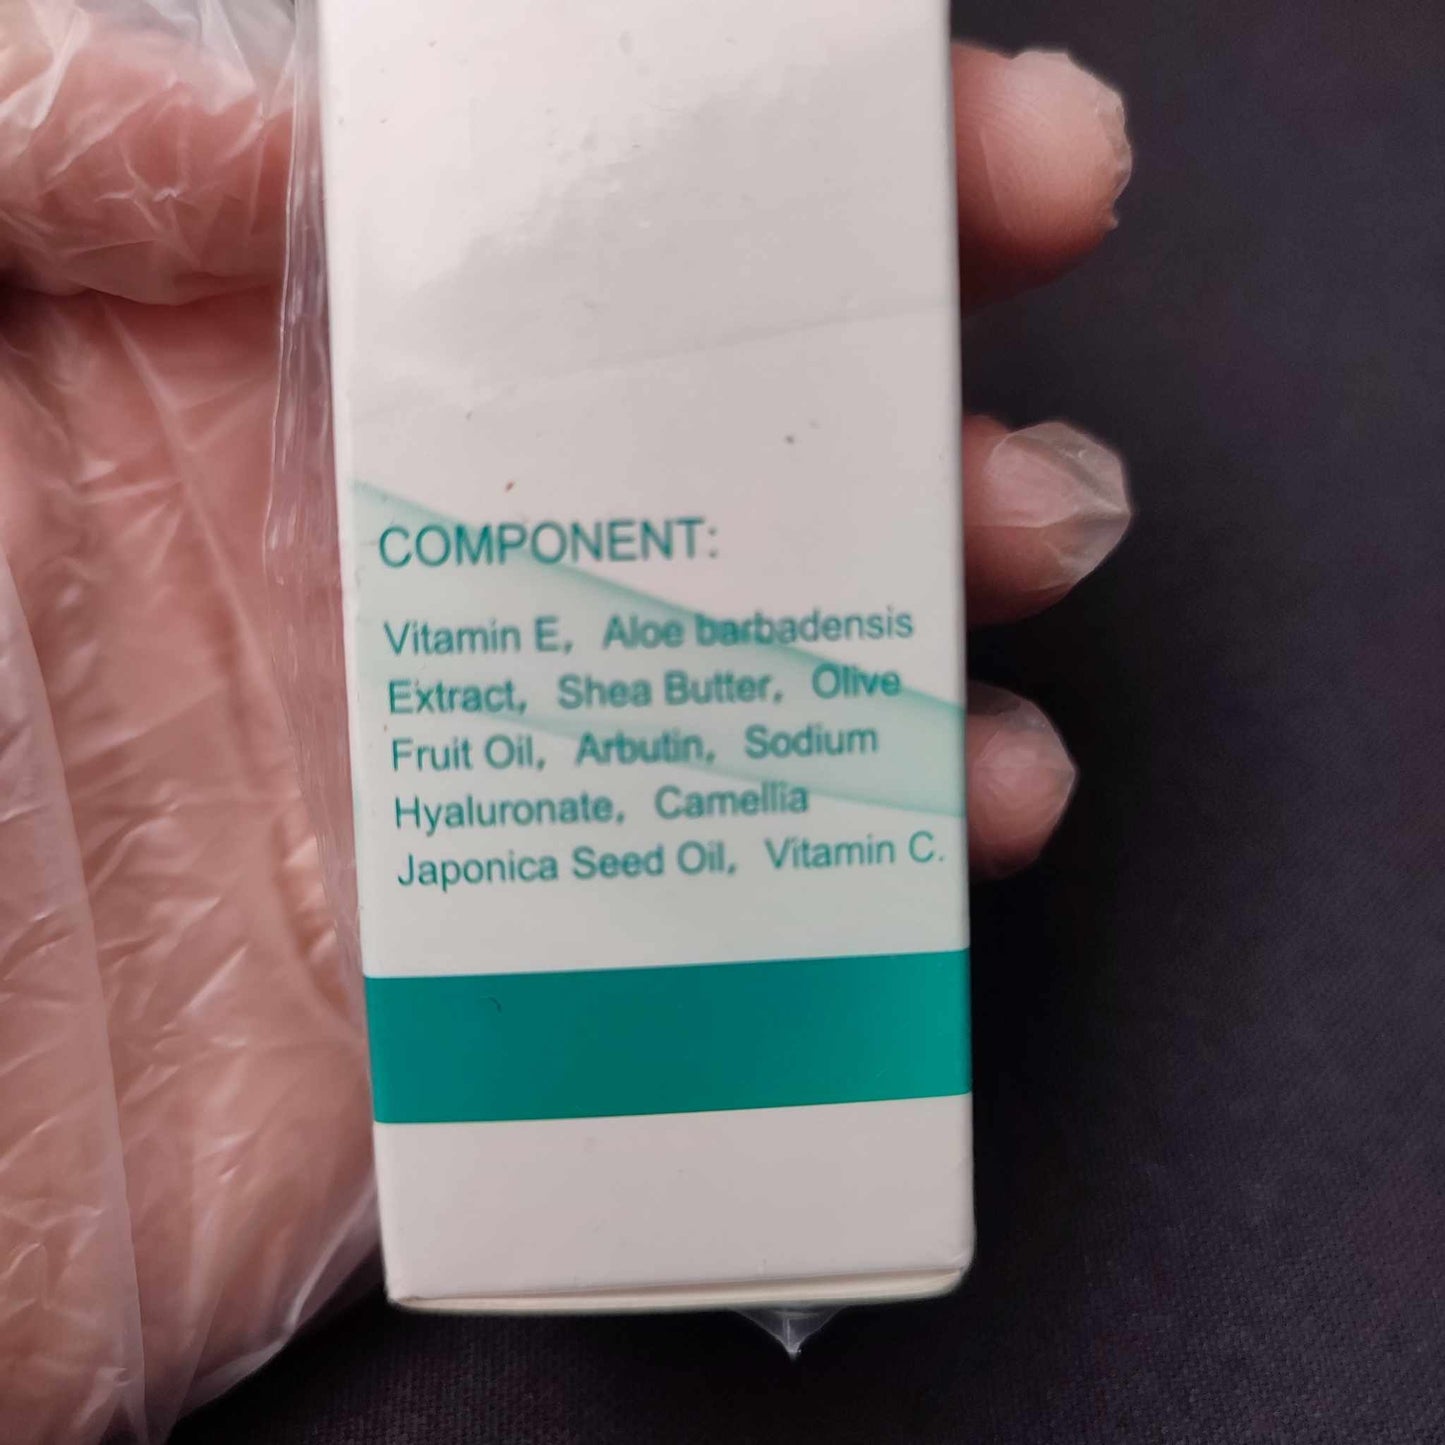 COMPONENT:
Vitamin E, Aloe barbadensis
Extract, Shea Butter, Olive
Fruit Oil, Arbutin, Sodium
Hyaluronate, Camellia
Japonica Seed Oil, Vitamin C.